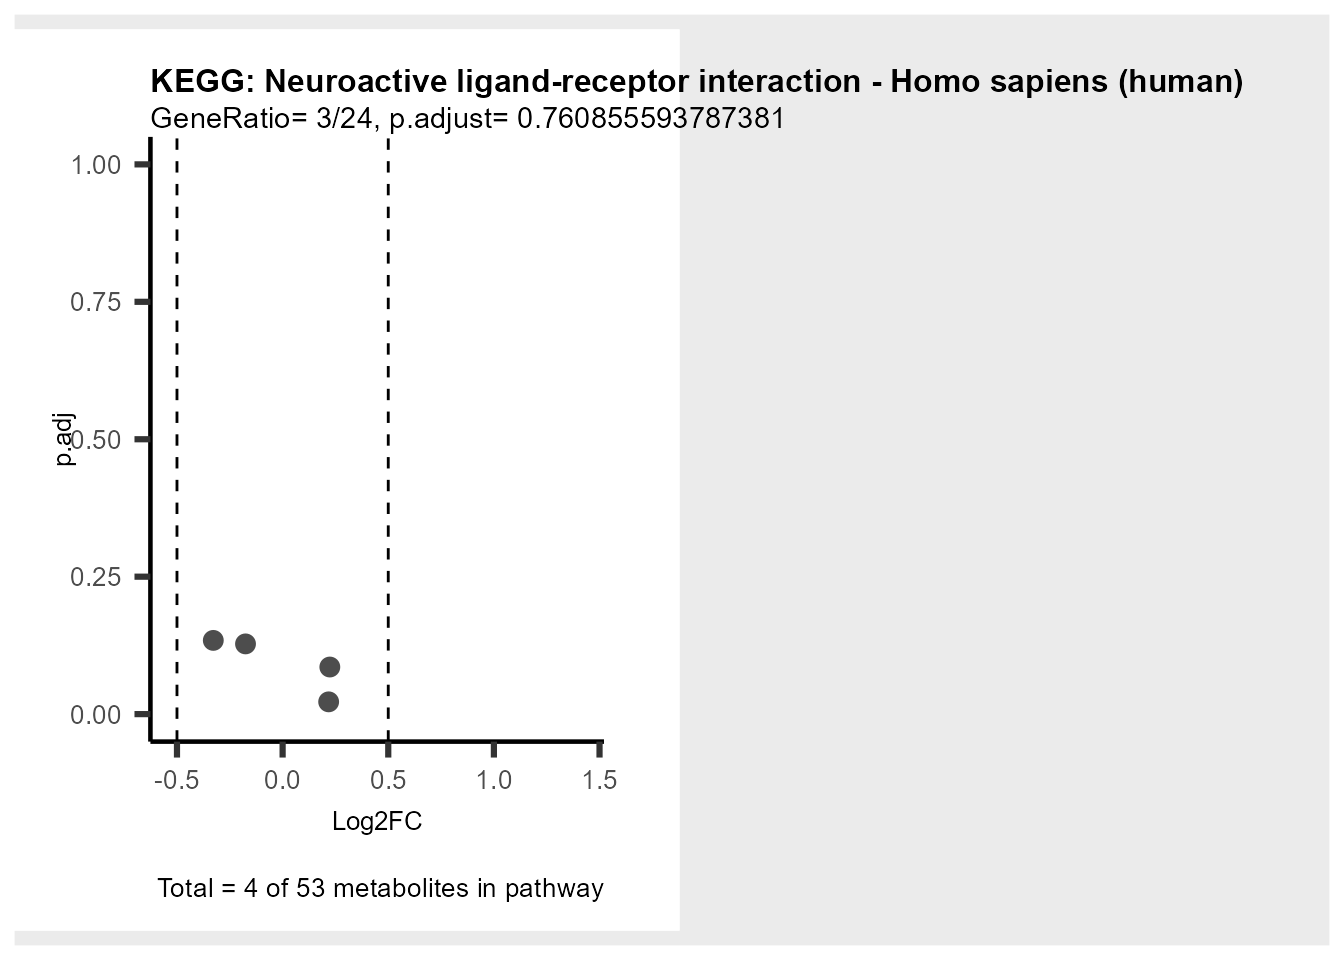 KEGG: Neuroactive ligand-receptor interaction - Homo sapiens (human)
GeneRatio= 3/24, p.adjust= 0.760855593787381
1.00
0.75
0.50
0.25
0.00
p.adj
-0.5 0.0 0.5 1.0 1.5
Log2FC
Total = 4 of 53 metabolites in pathway